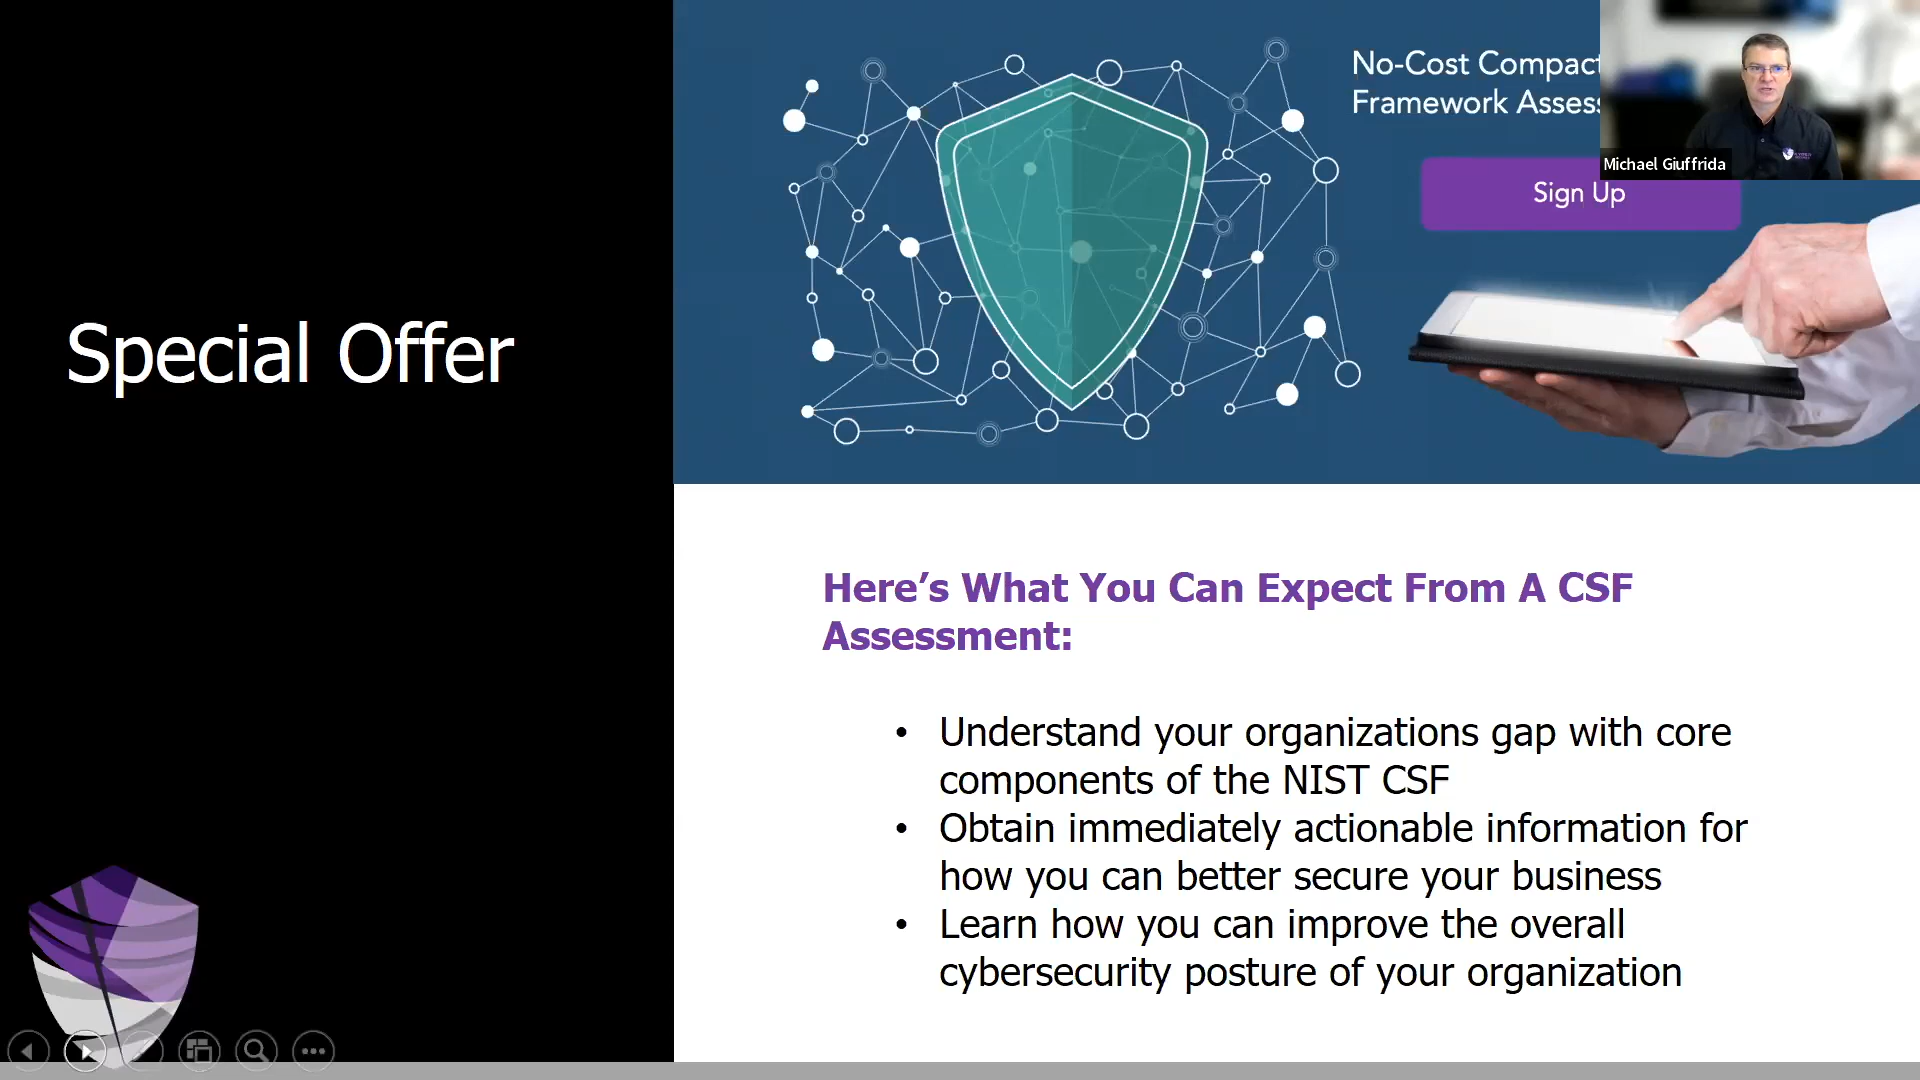 Special Offer
No-Cost Compact
Framework Assess
Michael Giuffrida
Sign Up
Here’s What You Can Expect From A CSF
Assessment:
• Understand your organizations gap with core
components of the NIST CSF
• Obtain immediately actionable information for
how you can better secure your business
• Learn how you can improve the overall
cybersecurity posture of your organization